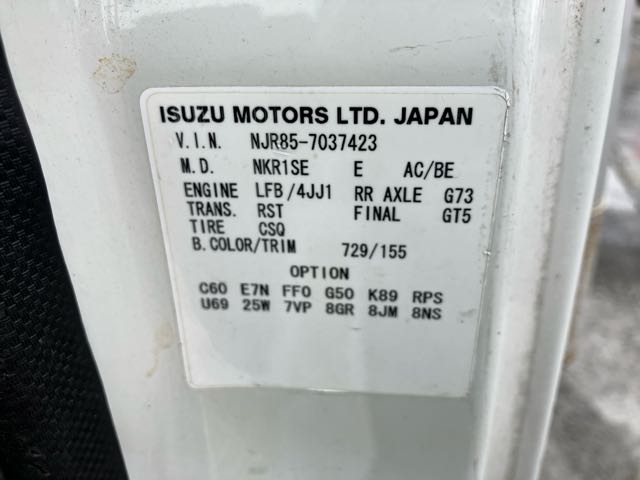 ISUZU MOTORS LTD. JAPAN
V.I.N. NJR85-7037423
M.D. NKR1SE E AC/BE
ENGINE LFB/4JJ1 RR AXLE G73
TRANS. RST FINAL GT5
TIRE CSQ
B.COLOR/TRIM 729/155
OPTION
C60 E7N FF0 G50 K89 RPS
U69 25W 7VP 8GR 8JM 8NS